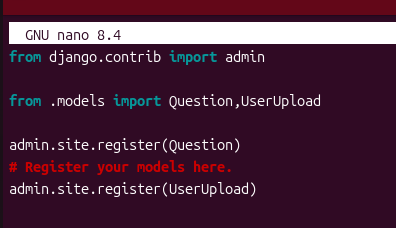 GNU nano 8.4
from django.contrib import admin
from .models import Question,UserUpload
admin.site.register(Question)
# Register your models here.
admin.site.register(UserUpload)